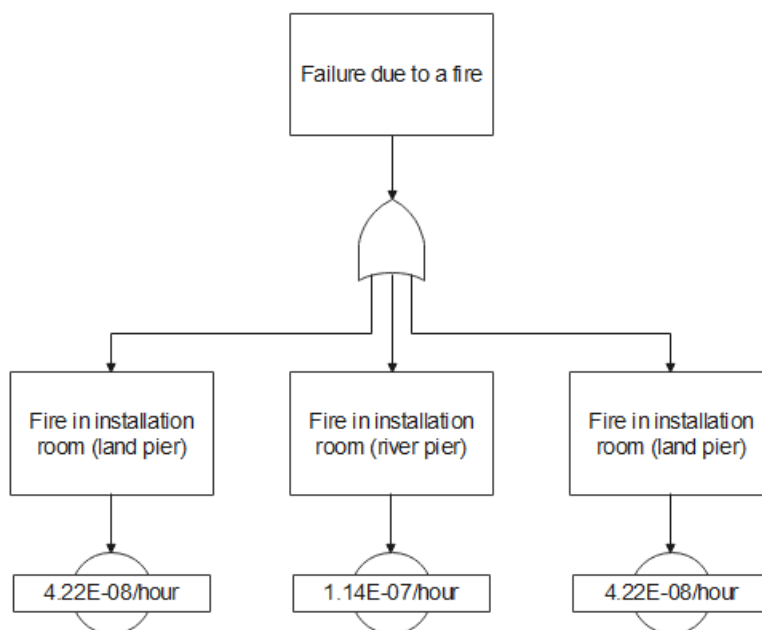 Failure due to a fire
Fire in installation
room (land pier)
Fire in installation
room (river pier)
Fire in installation
room (land pier)
4.22E-08/hour
1.14E-07/hour
4.22E-08/hour